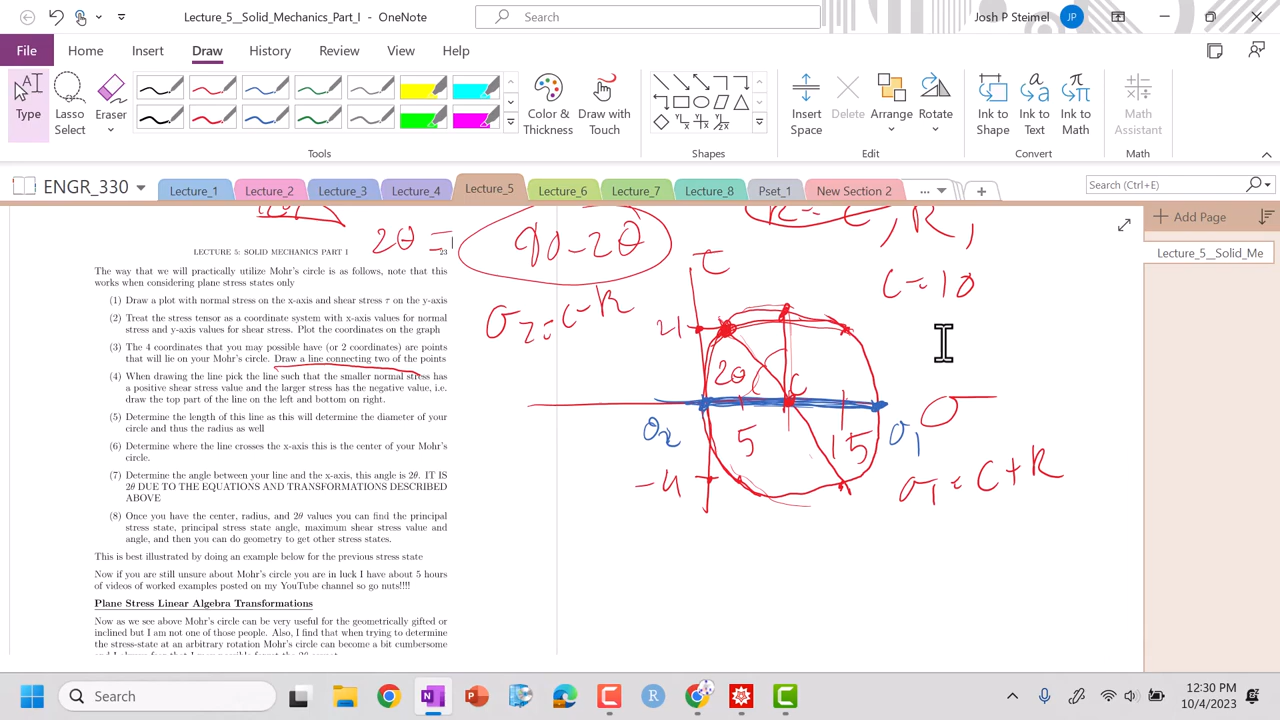 Lecture_5__Solid_Mechanics_Part_I - OneNote
Search
Josh P Steimel
JP
File
Home
Insert
Draw
History
Review
View
Help
Type
Lasso Select
Eraser
Color & Thickness
Draw with Touch
Insert Space
Delete
Arrange
Rotate
Ink to Shape
Ink to Text
Ink to Math
Math Assistant
Tools
Shapes
Edit
Convert
Math
ENGR_330
Lecture_1
Lecture_2
Lecture_3
Lecture_4
Lecture_5
Lecture_6
Lecture_7
Lecture_8
Pset_1
New Section 2
Search (Ctrl+E)
Add Page
Lecture_5__Solid_Me
LECTURE 5: SOLID MECHANICS PART I 23
The way that we will practically utilize Mohr's circle is as follows, note that this
works when considering plane stress states only
(1) Draw a plot with normal stress on the x-axis and shear stress τ on the y-axis
(2) Treat the stress tensor as a coordinate system with x-axis values for normal
stress and y-axis values for shear stress. Plot the coordinates on the graph
(3) The 4 coordinates that you may possible have (or 2 coordinates) are points
that will lie on your Mohr's circle. Draw a line connecting two of the points
(4) When drawing the line pick the line such that the smaller normal stress has
a positive shear stress value and the larger stress has the negative value, i.e.
draw the top part of the line on the left and bottom on right.
(5) Determine the length of this line as this will determine the diameter of your
circle and thus the radius as well
(6) Determine where the line crosses the x-axis this is the center of your Mohr's
circle.
(7) Determine the angle between your line and the x-axis, this angle is 2θ. IT IS
2θ DUE TO THE EQUATIONS AND TRANSFORMATIONS DESCRIBED
ABOVE
(8) Once you have the center, radius, and 2θ values you can find the principal
stress state, principal stress state angle, maximum shear stress value and
angle, and then you can do geometry to get other stress states.
This is best illustrated by doing an example below for the previous stress state
Now if you are still unsure about Mohr's circle you are in luck I have about 5 hours
of videos of worked examples posted on my YouTube channel so go nuts!!!!
Plane Stress Linear Algebra Transformations
Now as we see above Mohr's circle can be very useful for the geometrically gifted or
inclined but I am not one of those people. Also, I find that when trying to determine
the stress-state at an arbitrary rotation Mohr's circle can become a bit cumbersome
2θ =
90-2θ
σ2=C-R
τ
C=10
4
2θ
C
σ
σ2
5
15
σ1
-4
σ1=C+R
Search
12:30 PM
10/4/2023